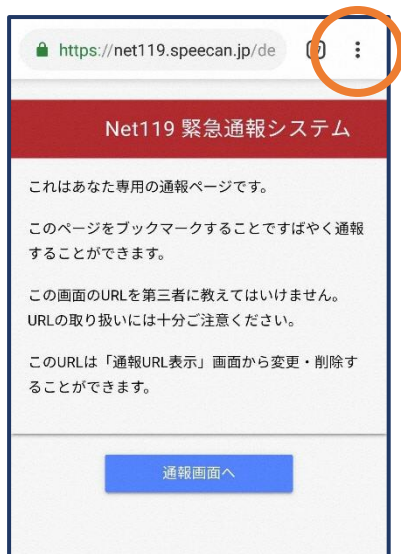 https://net119.speecan.jp/de
Net119 緊急通報システム
これはあなた専用の通報ページです。
このページをブックマークすることですばやく通報
することができます。
この画面のURLを第三者に教えてはいけません。
URLの取り扱いには十分ご注意ください。
このURLは「通報URL表示」画面から変更・削除す
ることができます。
通報画面へ